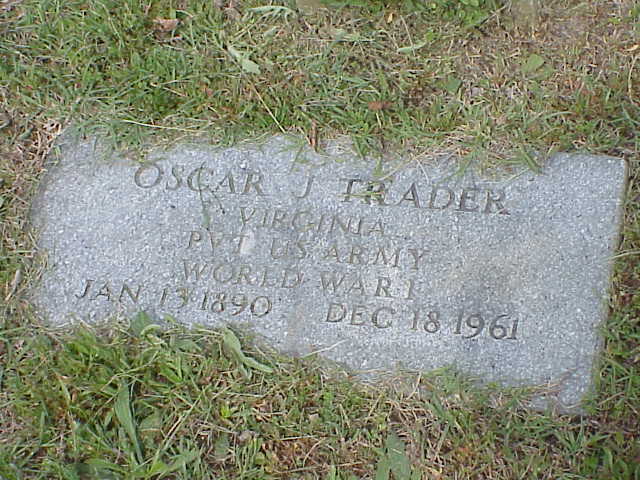 OSCAR J TRADER
VIRGINIA
PVT US ARMY
WORLD WAR I
JAN 13 1890 DEC 18 1961